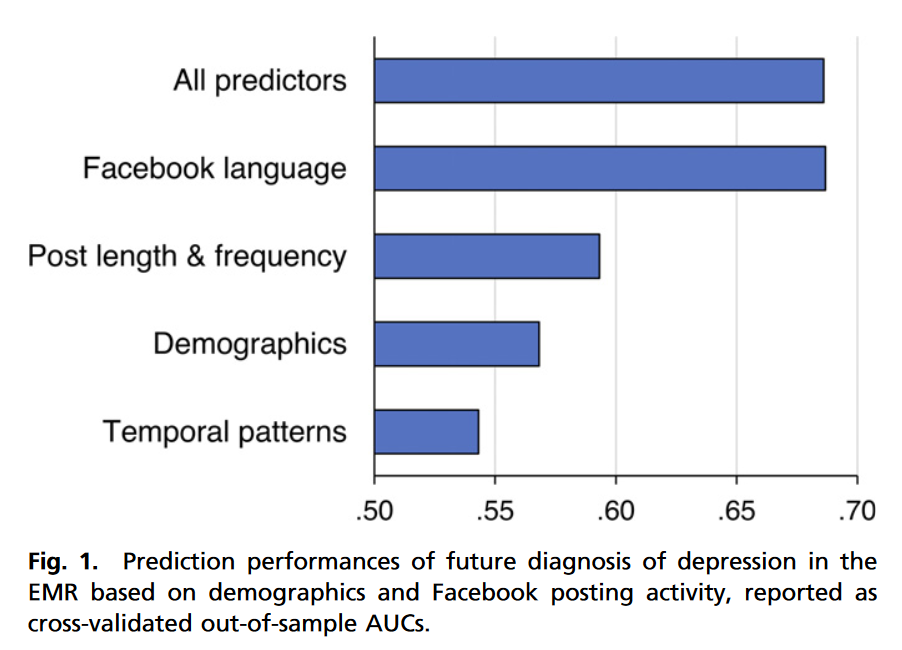 All predictors
Facebook language
Post length & frequency
Demographics
Temporal patterns
.50 .55 .60 .65 .70
Fig. 1. Prediction performances of future diagnosis of depression in the
EMR based on demographics and Facebook posting activity, reported as
cross-validated out-of-sample AUCs.